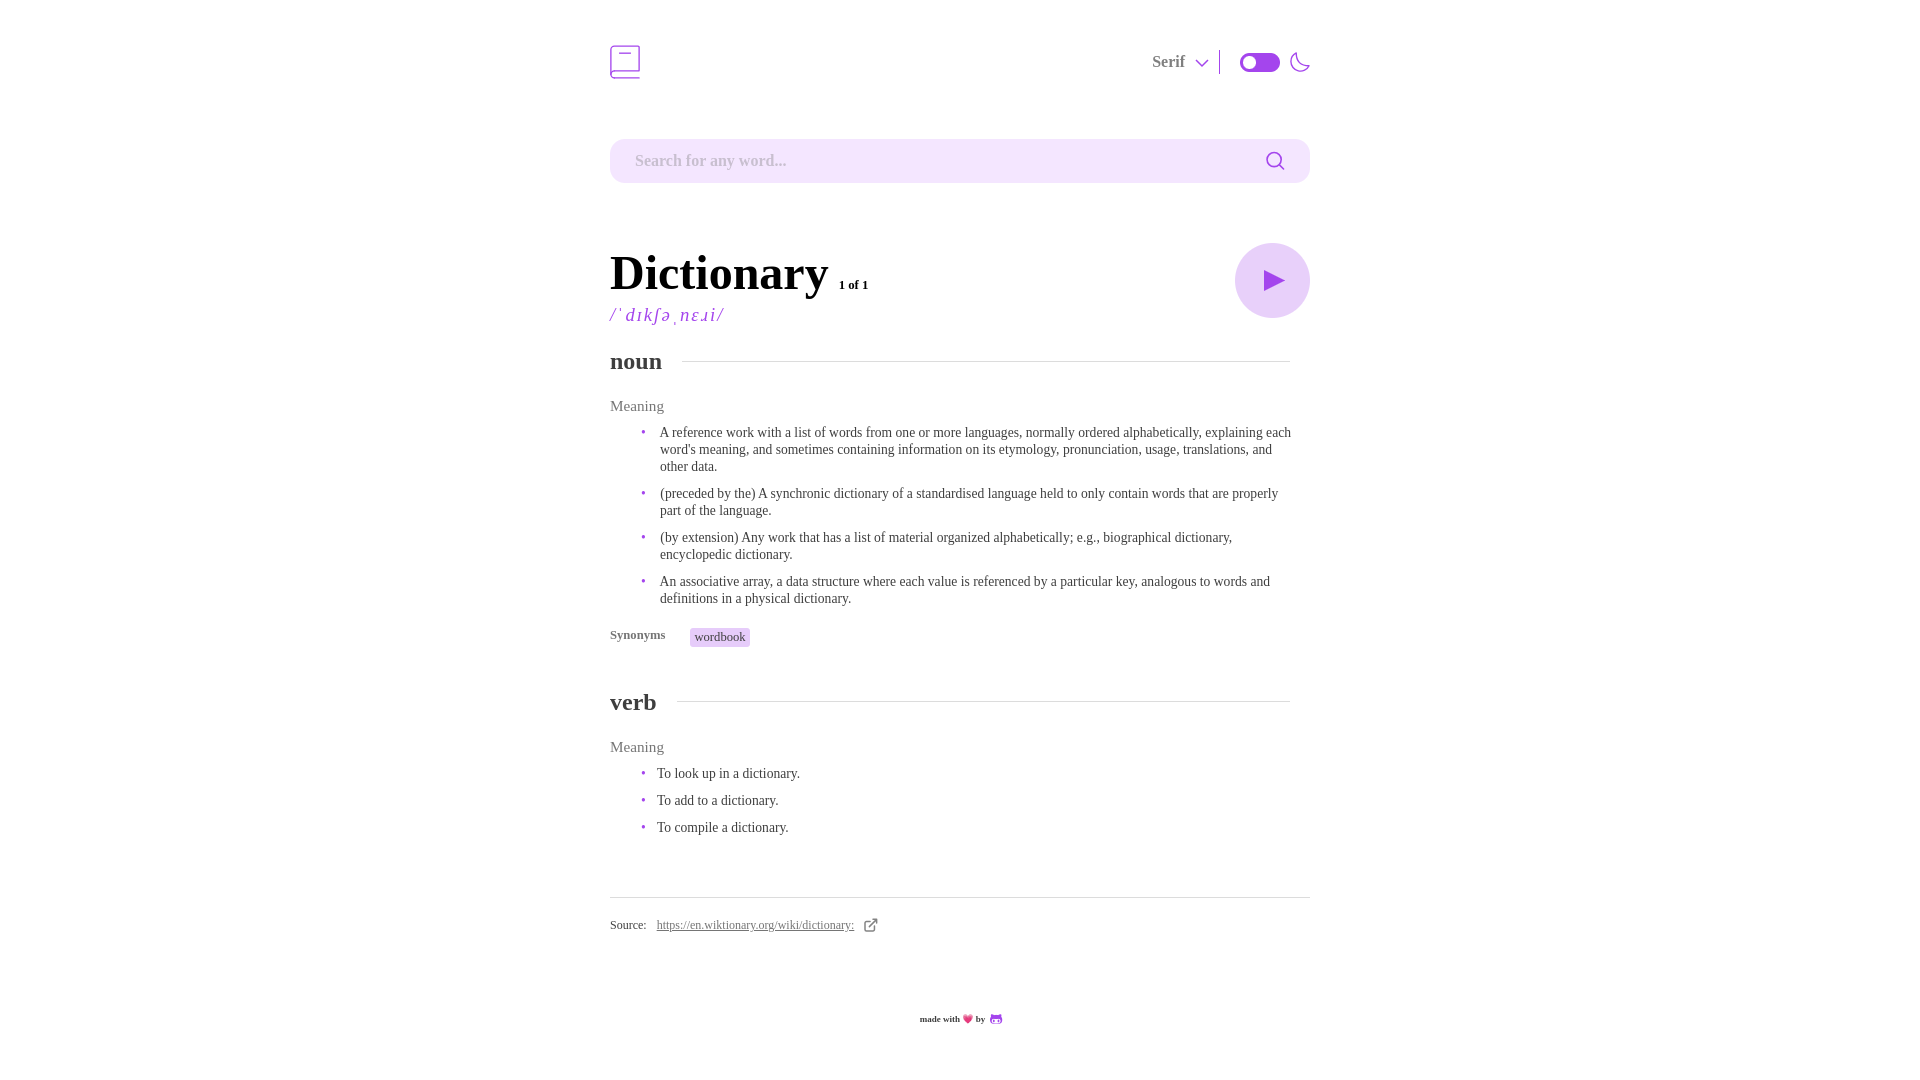 Serif
Search for any word...
Dictionary 1 of 1
/ˈdɪkʃəˌnɛɹi/
noun
Meaning
• A reference work with a list of words from one or more languages, normally ordered alphabetically, explaining each
word's meaning, and sometimes containing information on its etymology, pronunciation, usage, translations, and
other data.
• (preceded by the) A synchronic dictionary of a standardised language held to only contain words that are properly
part of the language.
• (by extension) Any work that has a list of material organized alphabetically; e.g., biographical dictionary,
encyclopedic dictionary.
• An associative array, a data structure where each value is referenced by a particular key, analogous to words and
definitions in a physical dictionary.
Synonyms wordbook
verb
Meaning
• To look up in a dictionary.
• To add to a dictionary.
• To compile a dictionary.
Source: https://en.wiktionary.org/wiki/dictionary:
made with 💗 by